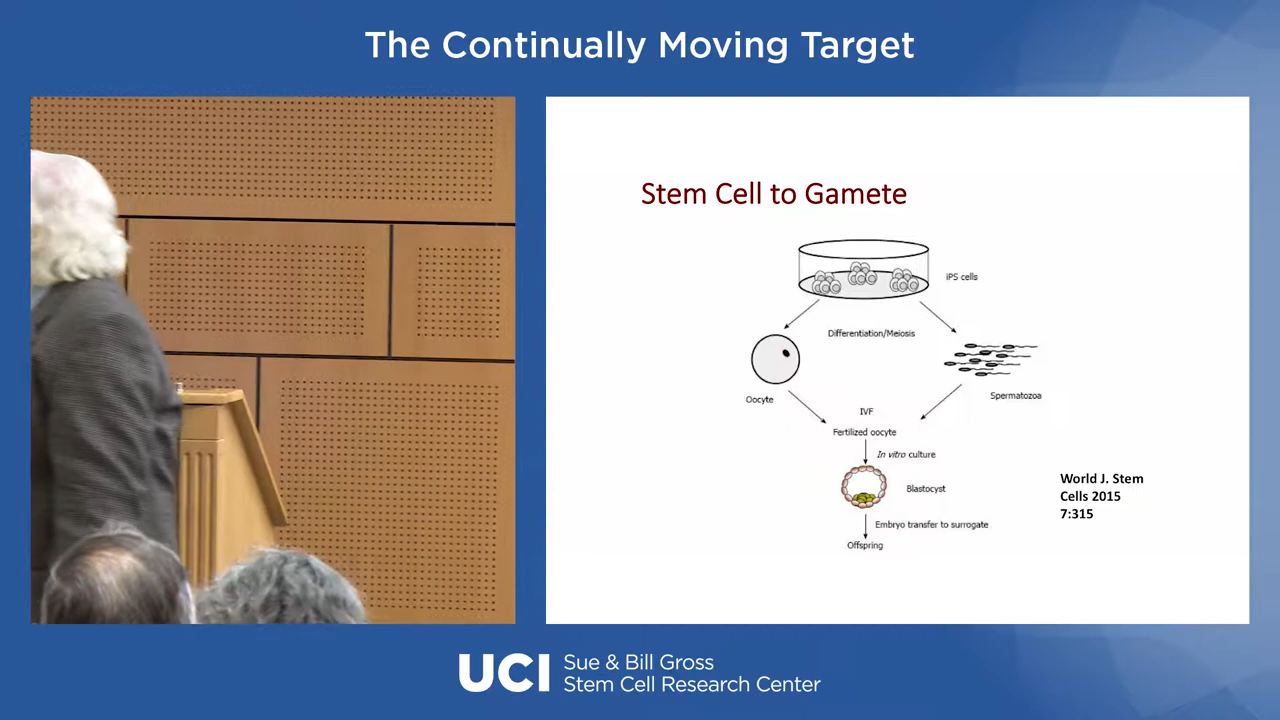 The Continually Moving Target
Stem Cell to Gamete
iPS cells
Differentiation/Meiosis
Oocyte
Spermatozoa
IVF
Fertilized oocyte
In vitro culture
Blastocyst
World J. Stem
Cells 2015
7:315
Embryo transfer to surrogate
Offspring
UCI
Sue & Bill Gross
Stem Cell Research Center